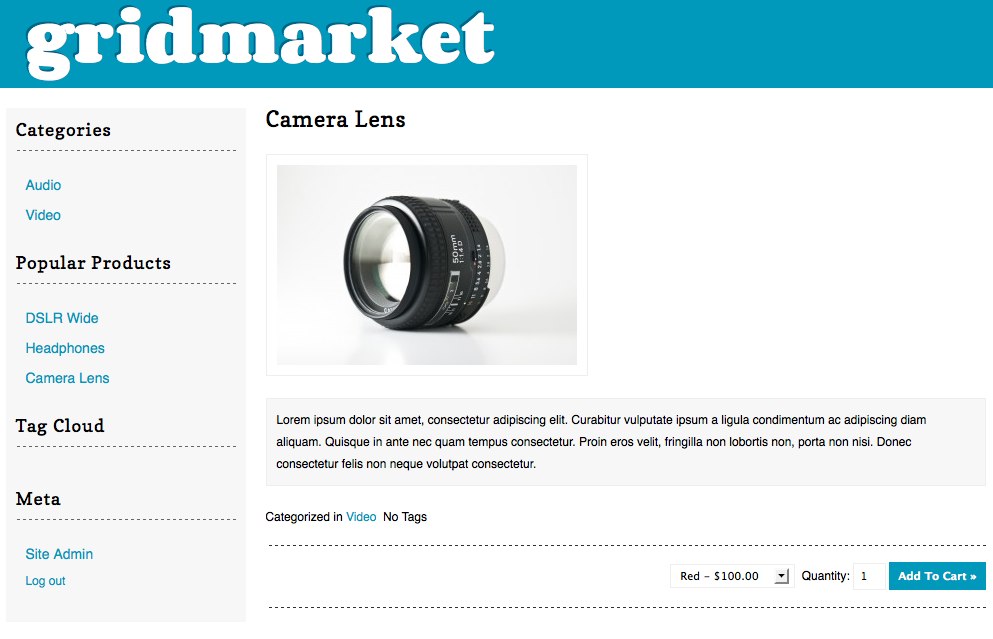 gridmarket
Categories
Audio
Video
Popular Products
DSLR Wide
Headphones
Camera Lens
Tag Cloud
Meta
Site Admin
Log out
Camera Lens
50mm
1:1.4 D
Lorem ipsum dolor sit amet, consectetur adipiscing elit. Curabitur vulputate ipsum a ligula condimentum ac adipiscing diam
aliquam. Quisque in ante nec quam tempus consectetur. Proin eros velit, fringilla non lobortis non, porta non nisi. Donec
consectetur felis non neque volutpat consectetur.
Categorized in Video No Tags
Red – $100.00 Quantity: 1 Add To Cart »